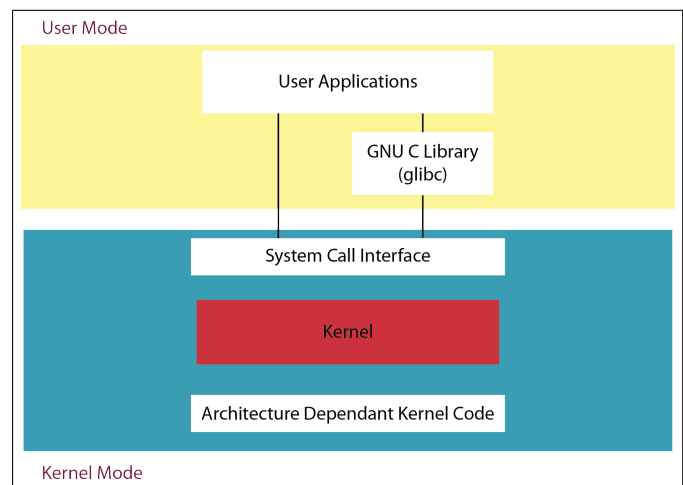 User Mode
User Applications
GNU C Library
(glibc)
System Call Interface
Kernel
Architecture Dependant Kernel Code
Kernel Mode